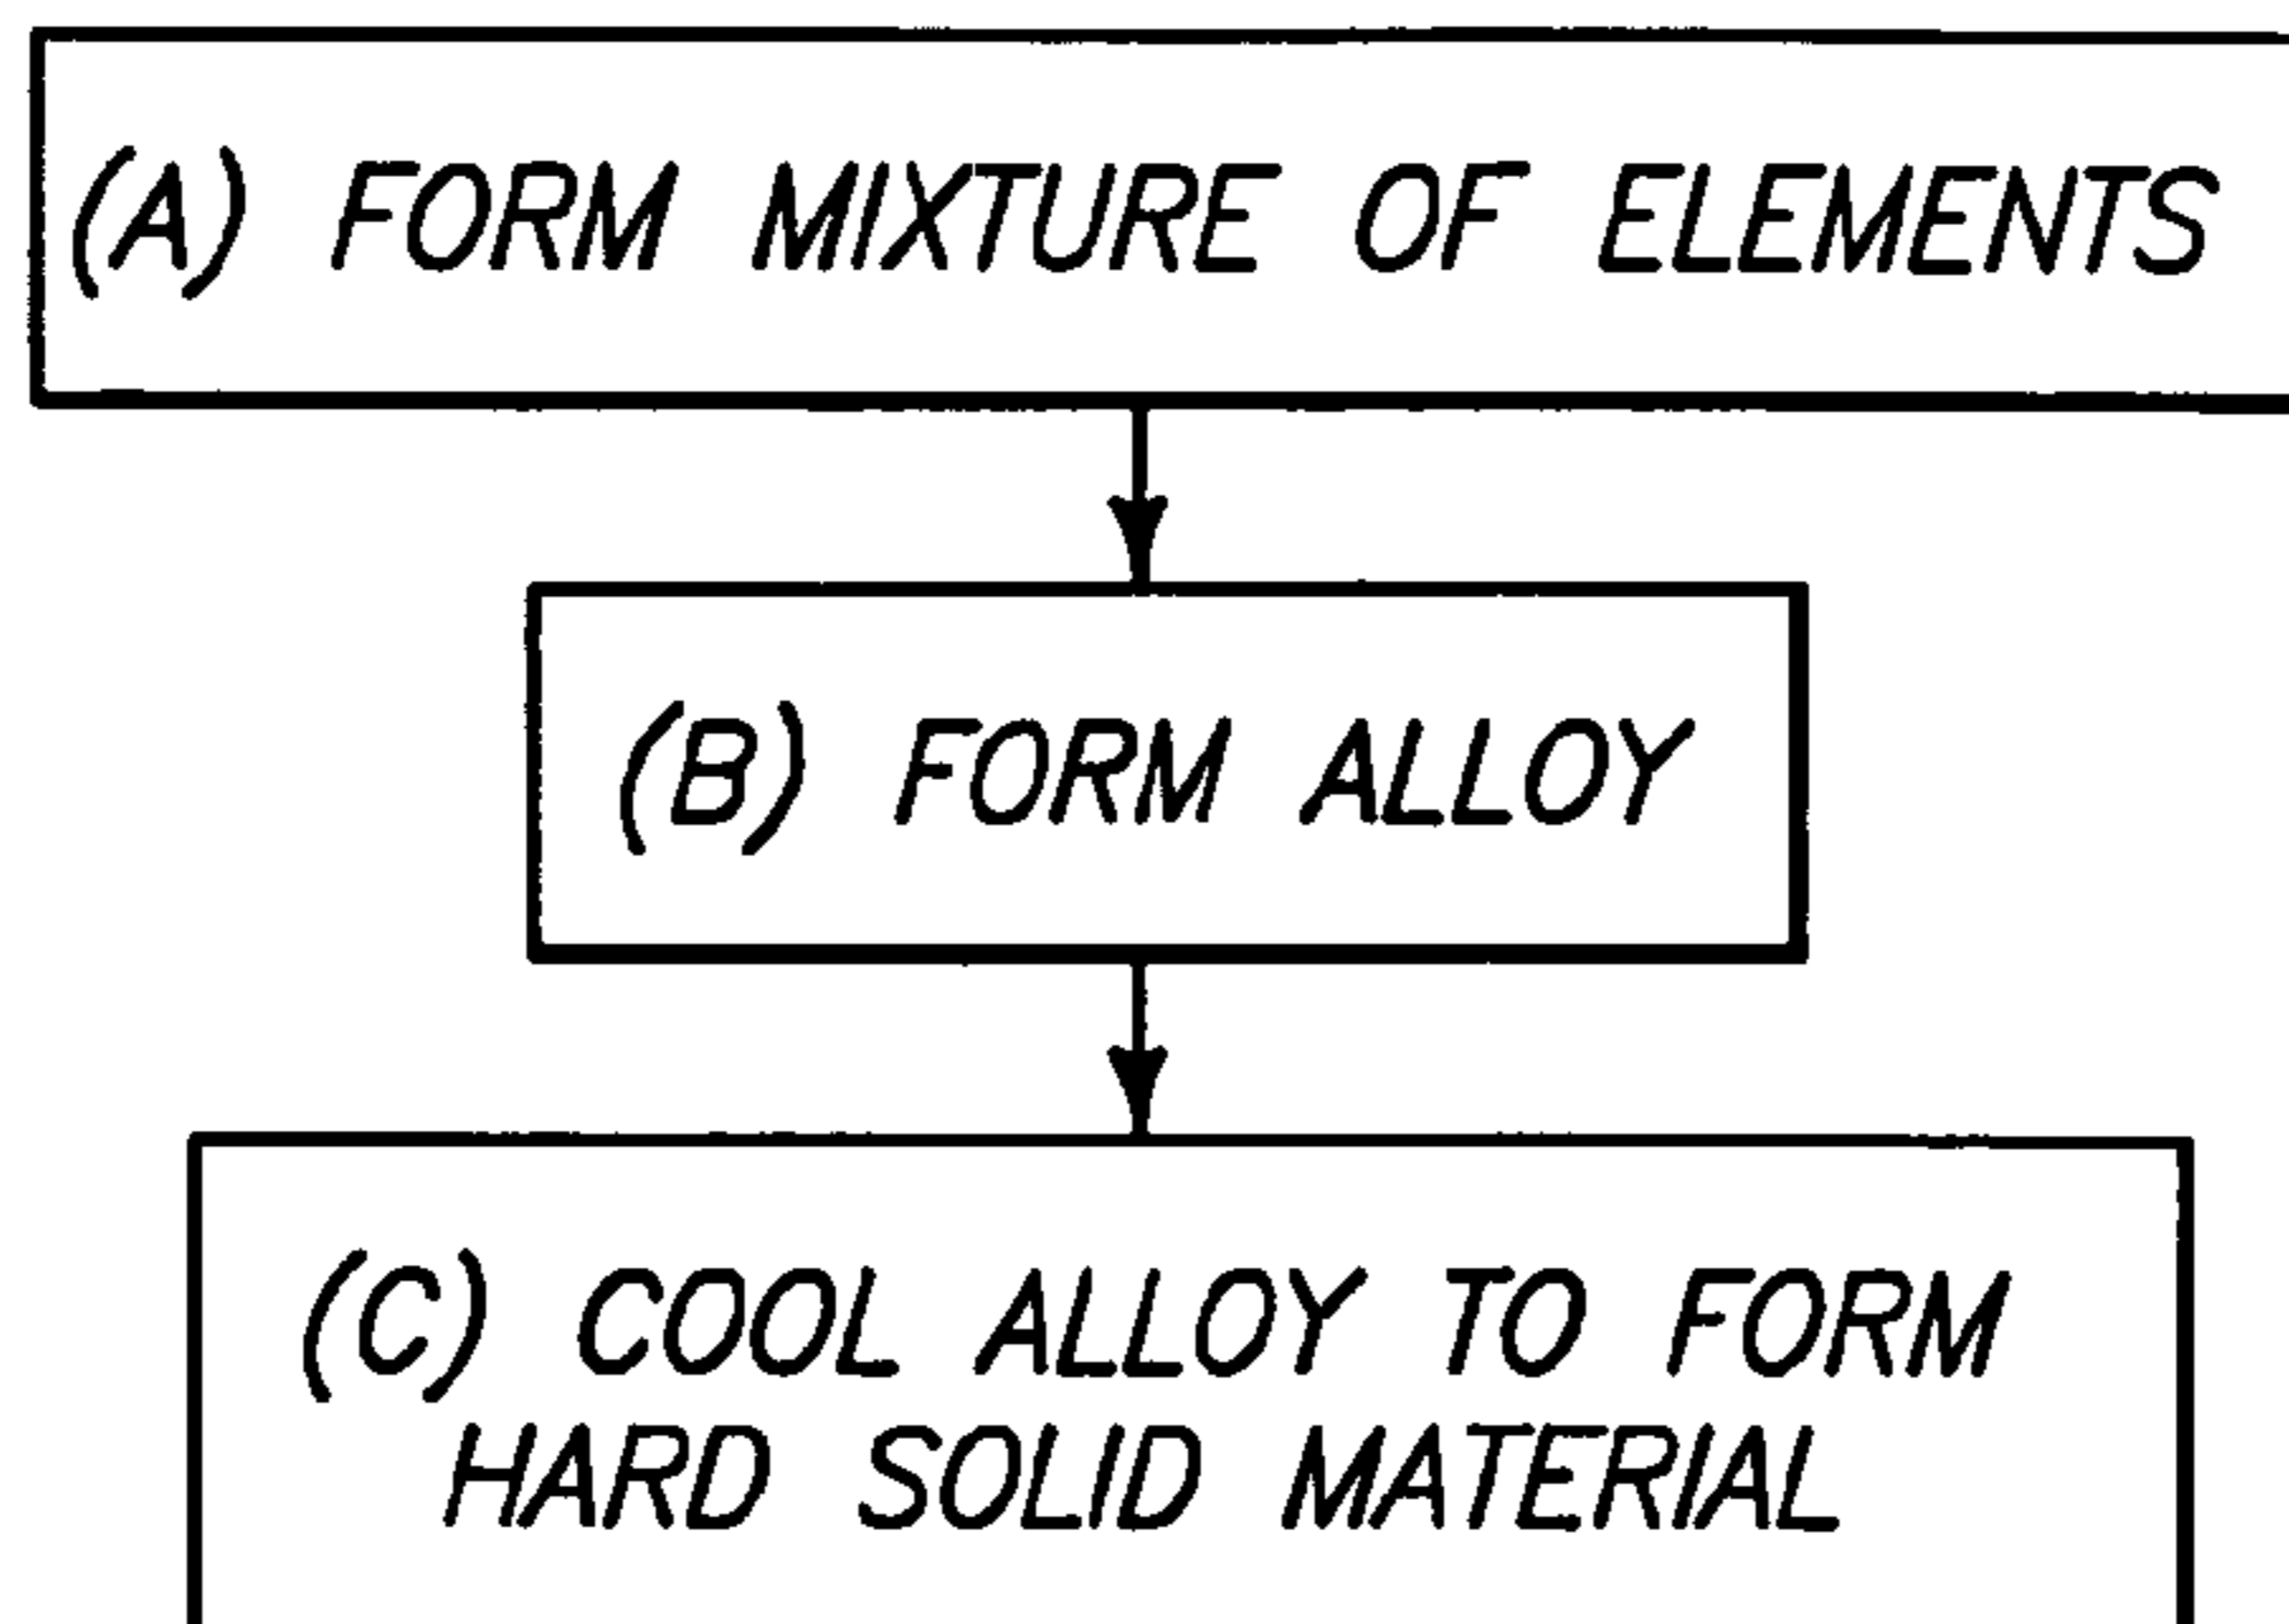 (A) FORM MIXTURE OF ELEMENTS
(B) FORM ALLOY
(C) COOL ALLOY TO FORM
HARD SOLID MATERIAL